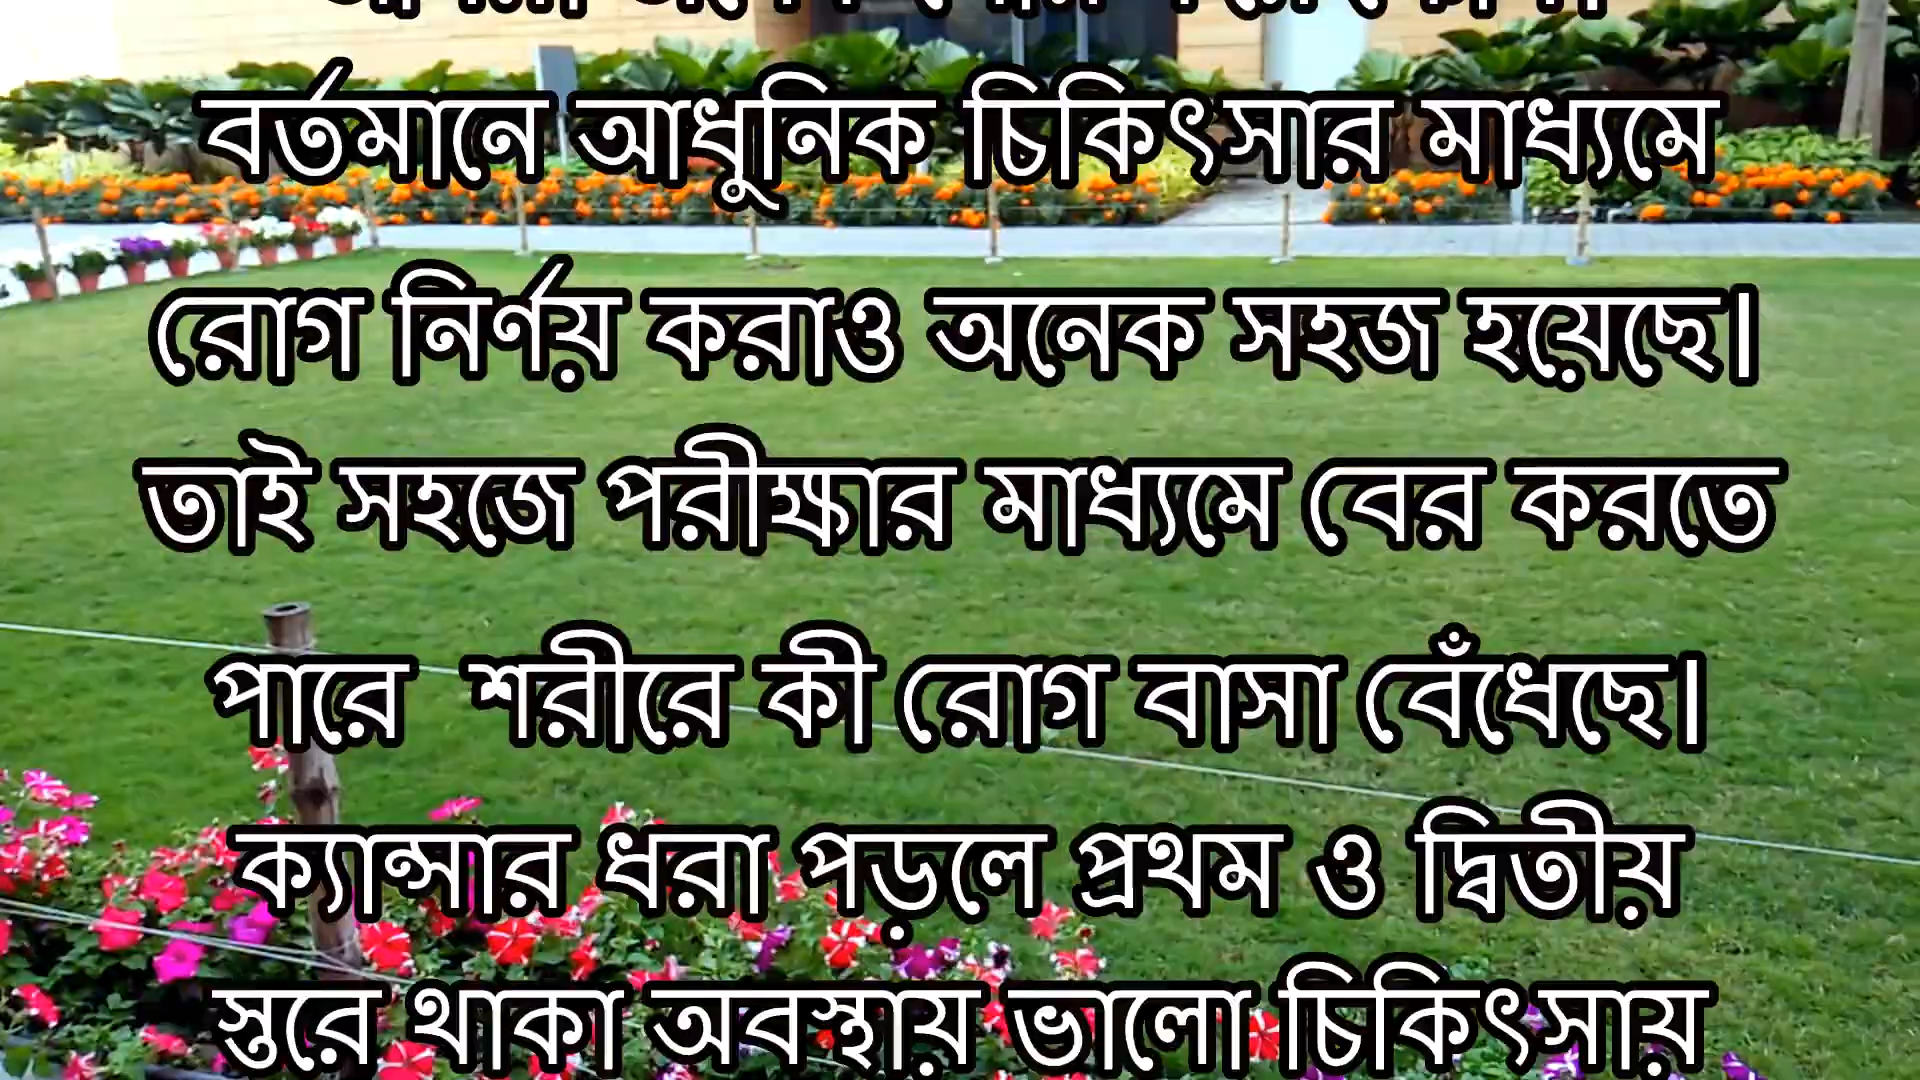 বর্তমানে আধুনিক চিকিৎসার মাধ্যমে
রোগ নির্ণয় করাও অনেক সহজ হয়েছে।
তাই সহজে পরীক্ষার মাধ্যমে বের করতে
পারে শরীরে কী রোগ বাসা বেঁধেছে।
ক্যান্সার ধরা পড়লে প্রথম ও দ্বিতীয়
স্তরে থাকা অবস্থায় ভালো চিকিৎসায়